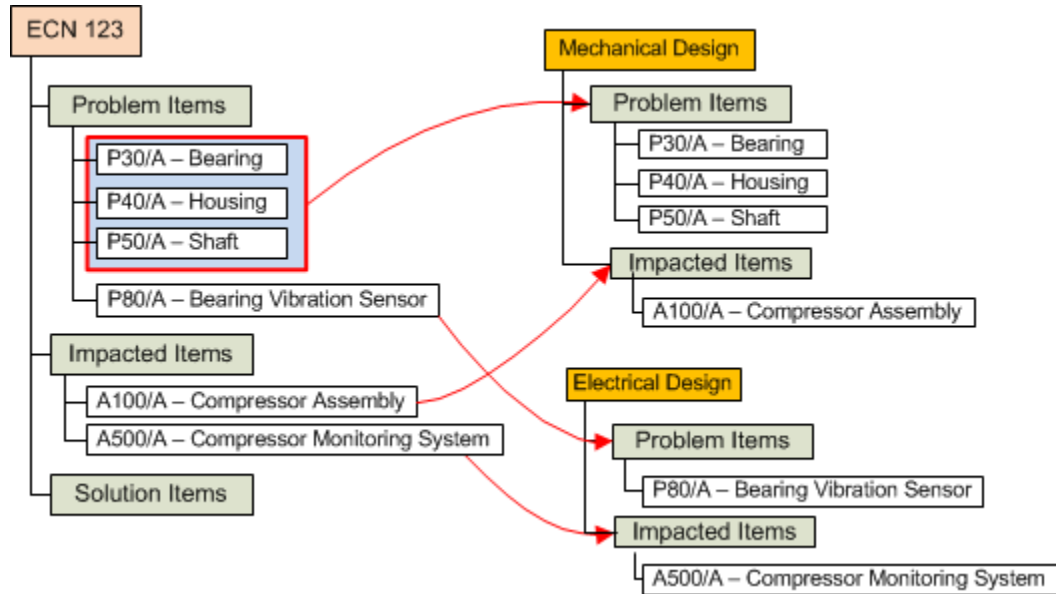 ECN 123
Problem Items
P30/A – Bearing
P40/A – Housing
P50/A – Shaft
P80/A – Bearing Vibration Sensor
Impacted Items
A100/A – Compressor Assembly
A500/A – Compressor Monitoring System
Solution Items
Mechanical Design
Problem Items
P30/A – Bearing
P40/A – Housing
P50/A – Shaft
Impacted Items
A100/A – Compressor Assembly
Electrical Design
Problem Items
P80/A – Bearing Vibration Sensor
Impacted Items
A500/A – Compressor Monitoring System